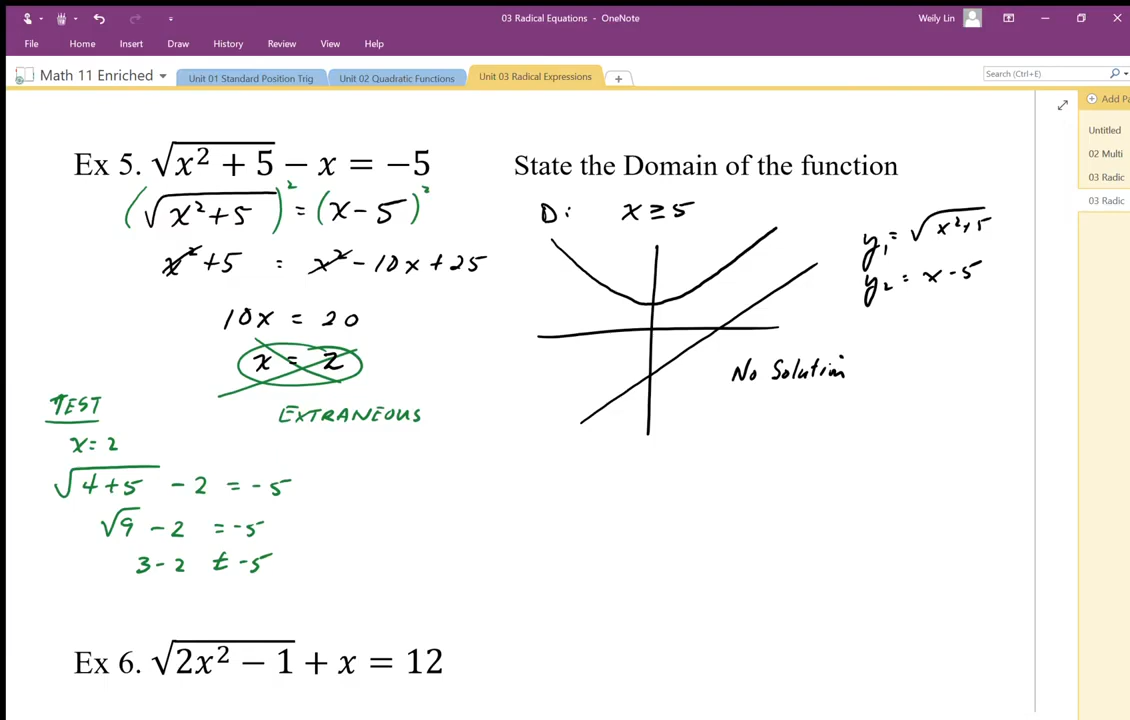 03 Radical Equations - OneNote
Weily Lin
File Home Insert Draw History Review View Help
Math 11 Enriched
Unit 01 Standard Position Trig
Unit 02 Quadratic Functions
Unit 03 Radical Expressions
Search (Ctrl+E)
Add Pa
Untitled
02 Multi
03 Radic
03 Radic
Ex 5. √(x² + 5) − x = −5
(√(x²+5))² = (x − 5)²
x² + 5 = x² − 10x + 25
10x = 20
x = 2
EXTRANEOUS
TEST
x = 2
√(4+5) − 2 = −5
√9 − 2 = −5
3 − 2 ≠ −5
State the Domain of the function
D: x ≥ 5
y₁ = √(x²+5)
y₂ = x − 5
No Solution
Ex 6. √(2x² − 1) + x = 12